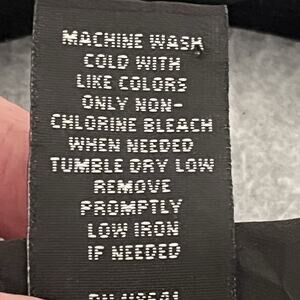 MACHINE WASH
COLD WITH
LIKE COLORS
ONLY NON-
CHLORINE BLEACH
WHEN NEEDED
TUMBLE DRY LOW
REMOVE
PROMPTLY
LOW IRON
IF NEEDED